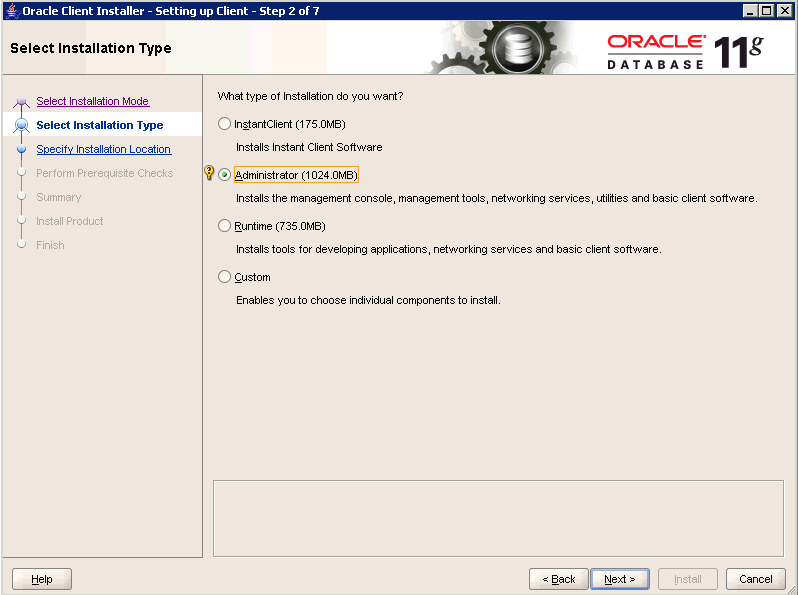 Oracle Client Installer - Setting up Client - Step 2 of 7
Select Installation Type
ORACLE
DATABASE
11g
Select Installation Mode
Select Installation Type
Specify Installation Location
Perform Prerequisite Checks
Summary
Install Product
Finish
What type of Installation do you want?
InstantClient (175.0MB)
Installs Instant Client Software
Administrator (1024.0MB)
Installs the management console, management tools, networking services, utilities and basic client software.
Runtime (735.0MB)
Installs tools for developing applications, networking services and basic client software.
Custom
Enables you to choose individual components to install.
Help
< Back
Next >
Install
Cancel